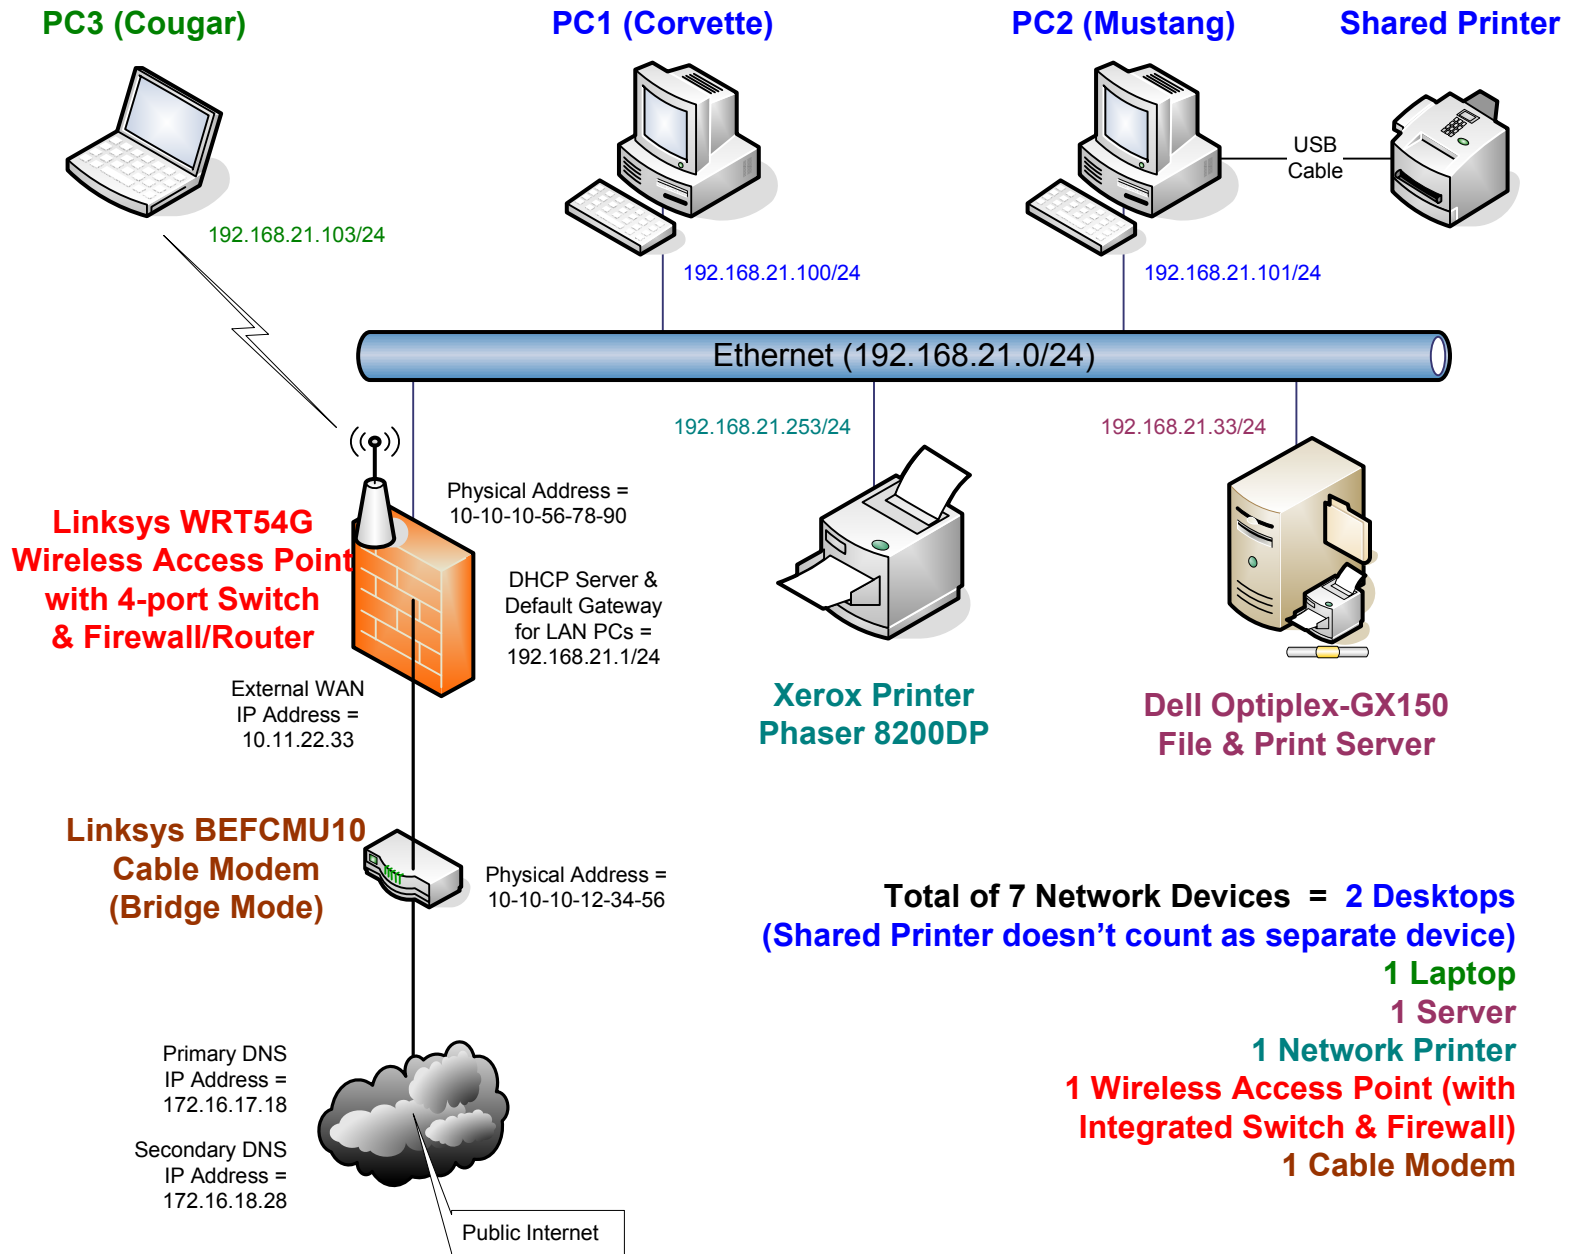 PC3 (Cougar)
PC1 (Corvette)
PC2 (Mustang)
Shared Printer
USB
Cable
192.168.21.103/24
192.168.21.100/24
192.168.21.101/24
Ethernet (192.168.21.0/24)
192.168.21.253/24
192.168.21.33/24
Physical Address =
10-10-10-56-78-90
Linksys WRT54G
Wireless Access Point
with 4-port Switch
& Firewall/Router
DHCP Server &
Default Gateway
for LAN PCs =
192.168.21.1/24
External WAN
IP Address =
10.11.22.33
Xerox Printer
Phaser 8200DP
Dell Optiplex-GX150
File & Print Server
Linksys BEFCMU10
Cable Modem
(Bridge Mode)
Physical Address =
10-10-10-12-34-56
Total of 7 Network Devices = 2 Desktops
(Shared Printer doesn't count as separate device)
1 Laptop
1 Server
1 Network Printer
1 Wireless Access Point (with
Integrated Switch & Firewall)
1 Cable Modem
Primary DNS
IP Address =
172.16.17.18
Secondary DNS
IP Address =
172.16.18.28
Public Internet